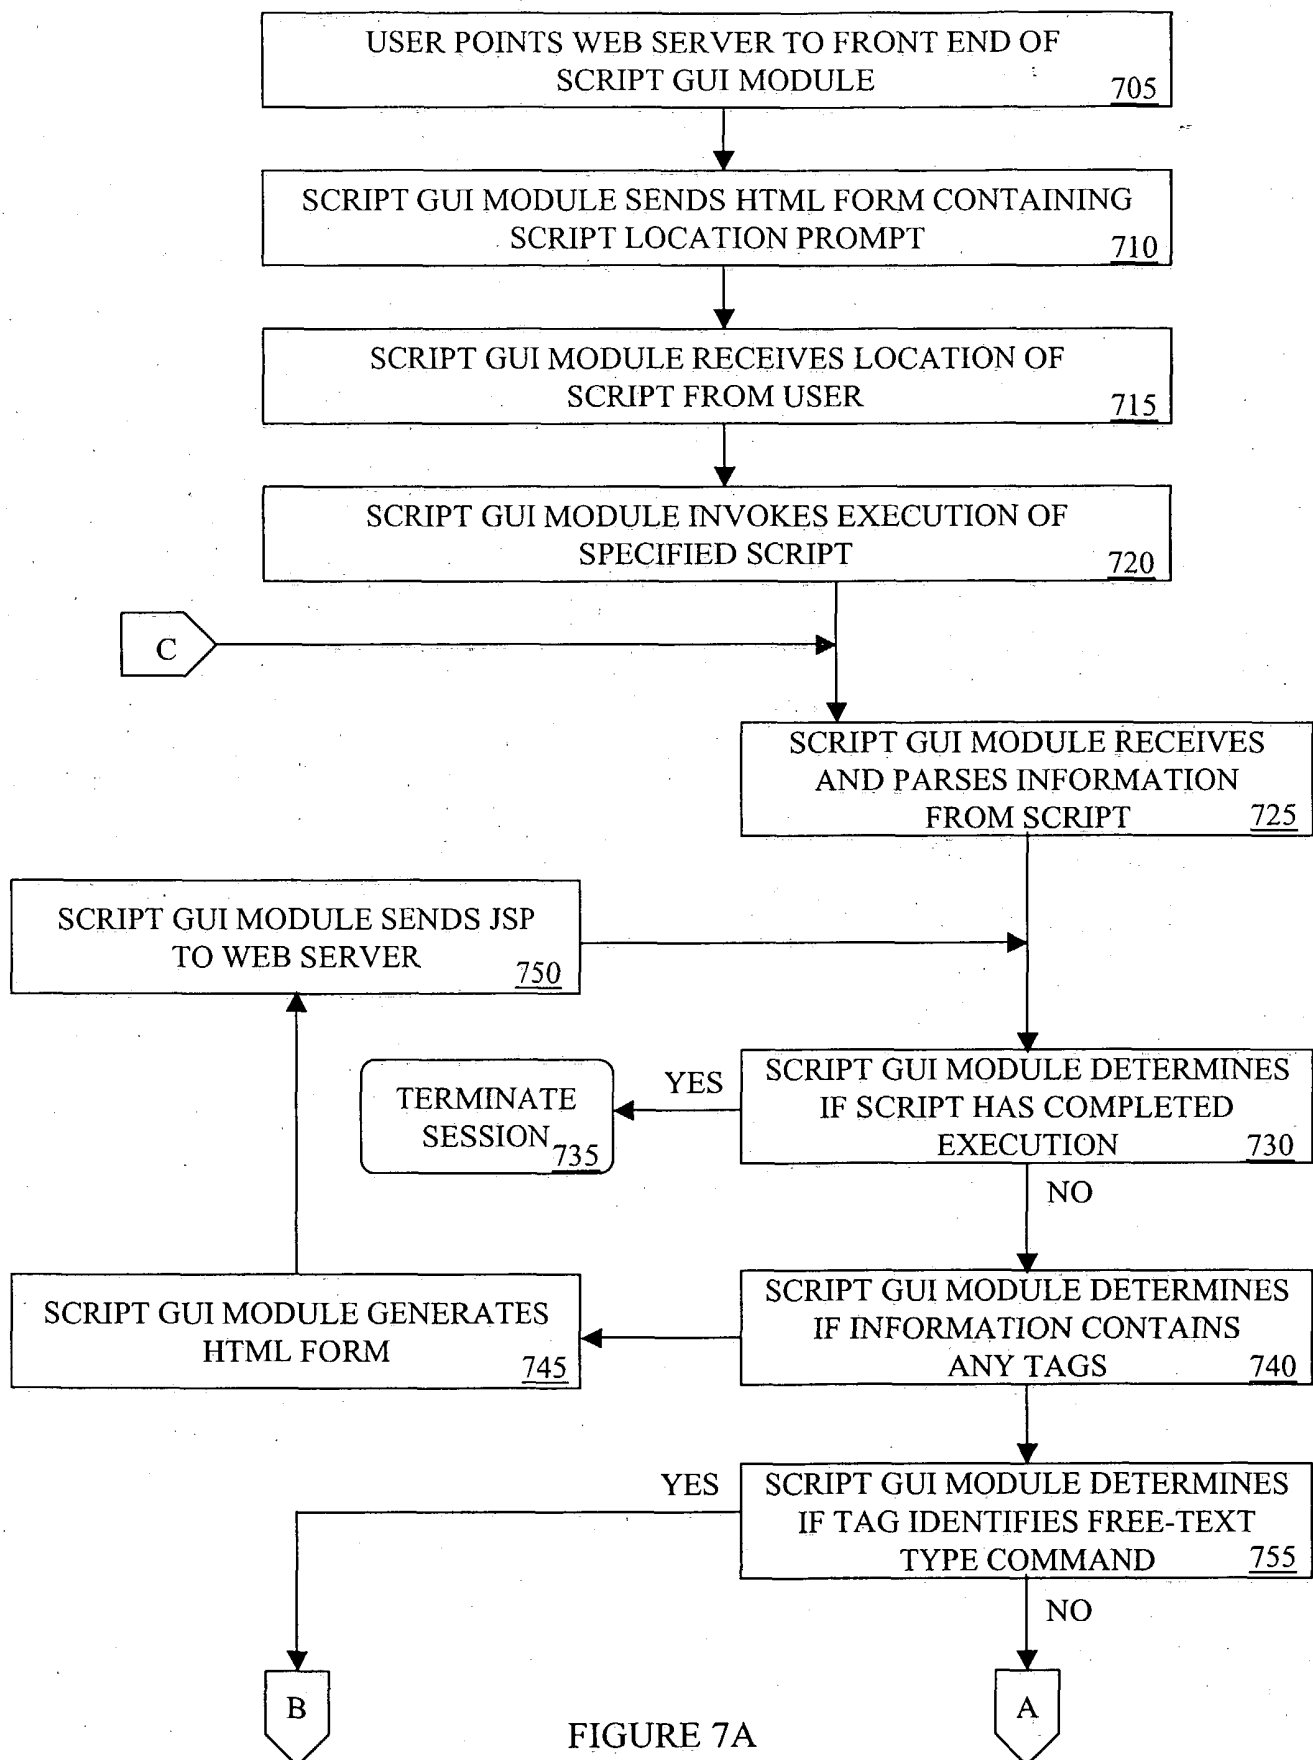 USER POINTS WEB SERVER TO FRONT END OF
SCRIPT GUI MODULE
705
SCRIPT GUI MODULE SENDS HTML FORM CONTAINING
SCRIPT LOCATION PROMPT
710
SCRIPT GUI MODULE RECEIVES LOCATION OF
SCRIPT FROM USER
715
SCRIPT GUI MODULE INVOKES EXECUTION OF
SPECIFIED SCRIPT
720
C
SCRIPT GUI MODULE RECEIVES
AND PARSES INFORMATION
FROM SCRIPT
725
SCRIPT GUI MODULE SENDS JSP
TO WEB SERVER
750
SCRIPT GUI MODULE DETERMINES
IF SCRIPT HAS COMPLETED
EXECUTION
730
YES
TERMINATE
SESSION
735
NO
SCRIPT GUI MODULE GENERATES
HTML FORM
745
SCRIPT GUI MODULE DETERMINES
IF INFORMATION CONTAINS
ANY TAGS
740
YES
SCRIPT GUI MODULE DETERMINES
IF TAG IDENTIFIES FREE-TEXT
TYPE COMMAND
755
NO
B
A
FIGURE 7A